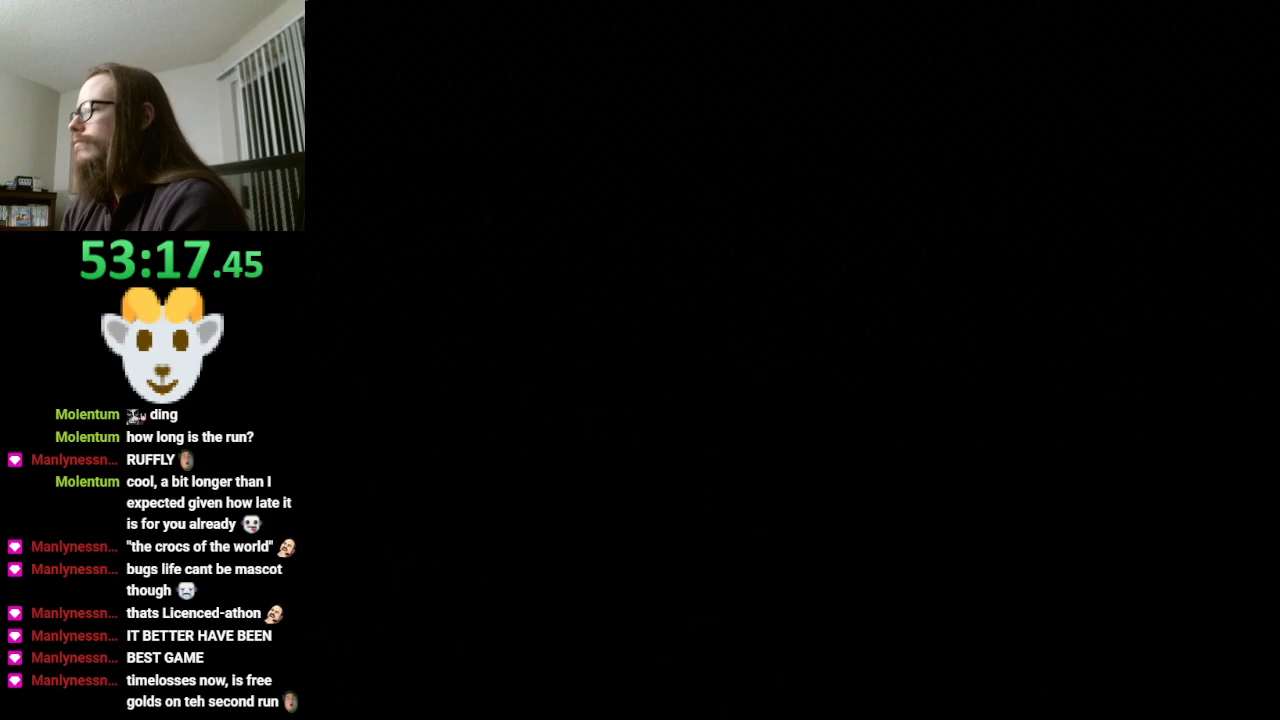 53:17.45
Molentum ding
Molentum how long is the run?
Manlynessn... RUFFLY
Molentum cool, a bit longer than I
expected given how late it
is for you already
Manlynessn... "the crocs of the world"
Manlynessn... bugs life cant be mascot
though
Manlynessn... thats Licenced-athon
Manlynessn... IT BETTER HAVE BEEN
Manlynessn... BEST GAME
Manlynessn... timelosses now, is free
golds on teh second run